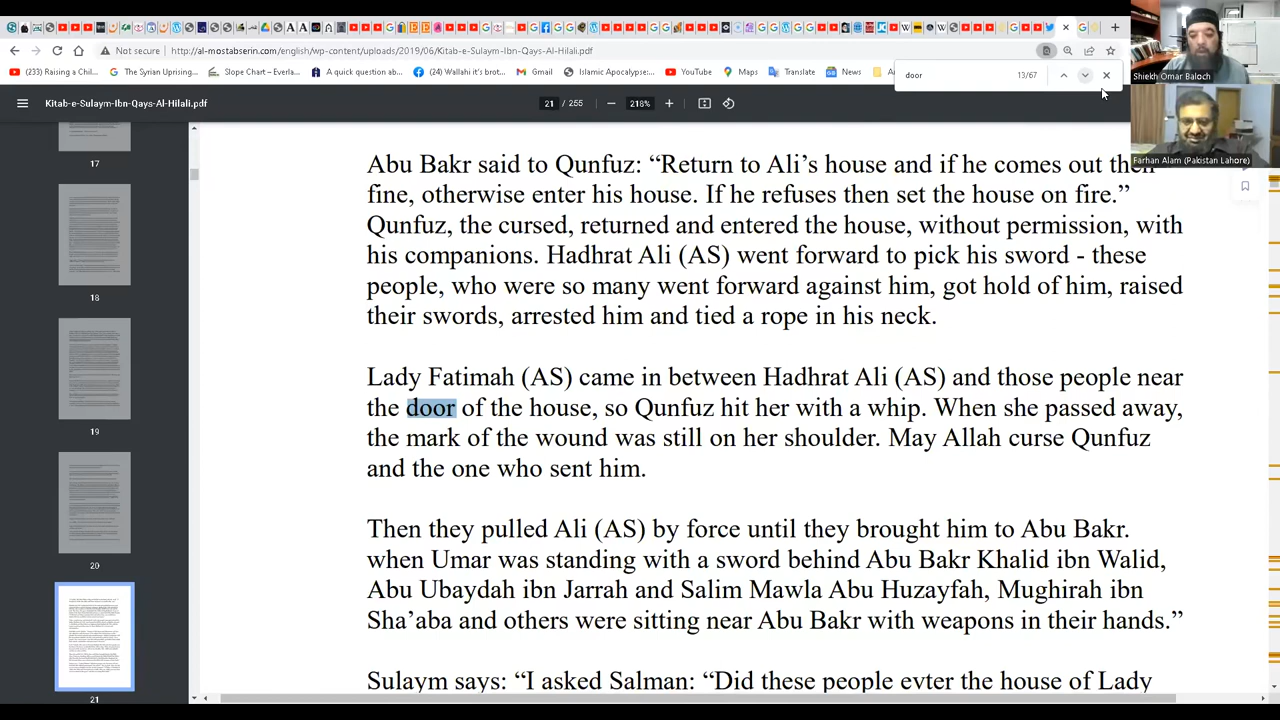 Not secure | http://al-mostabserin.com/english/wp-content/uploads/2019/06/Kitab-e-Sulaym-Ibn-Qays-Al-Hilali.pdf
(233) Raising a Chil...
The Syrian Uprising...
Slope Chart – Everla...
A quick question ab...
(24) Wallahi it's brot...
Gmail
Islamic Apocalypse:...
YouTube
Maps
Translate
News
door 13/67
Kitab-e-Sulaym-Ibn-Qays-Al-Hilali.pdf
21 / 255
218%
Shiekh Omar Baloch
Farhan Alam (Pakistan Lahore)
17
18
19
20
21
Abu Bakr said to Qunfuz: “Return to Ali’s house and if he comes out then
fine, otherwise enter his house. If he refuses then set the house on fire.”
Qunfuz, the cursed, returned and entered the house, without permission, with
his companions. Hadhrat Ali (AS) went forward to pick his sword - these
people, who were so many went forward against him, got hold of him, raised
their swords, arrested him and tied a rope in his neck.
Lady Fatimah (AS) came in between Hadhrat Ali (AS) and those people near
the door of the house, so Qunfuz hit her with a whip. When she passed away,
the mark of the wound was still on her shoulder. May Allah curse Qunfuz
and the one who sent him.
Then they pulled Ali (AS) by force until they brought him to Abu Bakr.
when Umar was standing with a sword behind Abu Bakr Khalid ibn Walid,
Abu Ubaydah ibn Jarrah and Salim Mawla Abu Huzayfah, Mughirah ibn
Sha’aba and others were sitting near Abu Bakr with weapons in their hands.”
Sulaym says: “I asked Salman: “Did these people evter the house of Lady